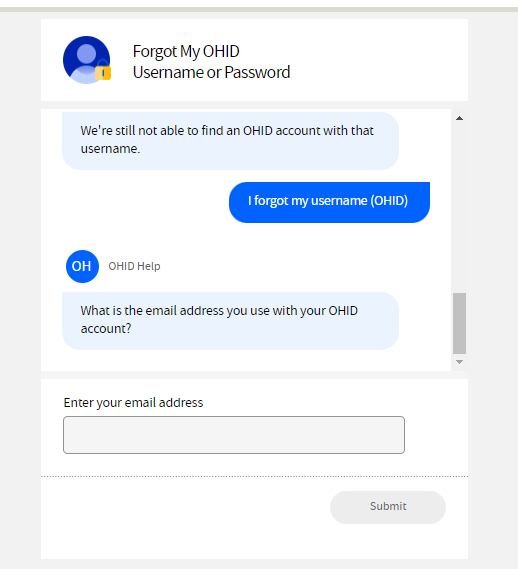 Forgot My OHID
Username or Password
We're still not able to find an OHID account with that
username.
I forgot my username (OHID)
OH OHID Help
What is the email address you use with your OHID
account?
Enter your email address
Submit